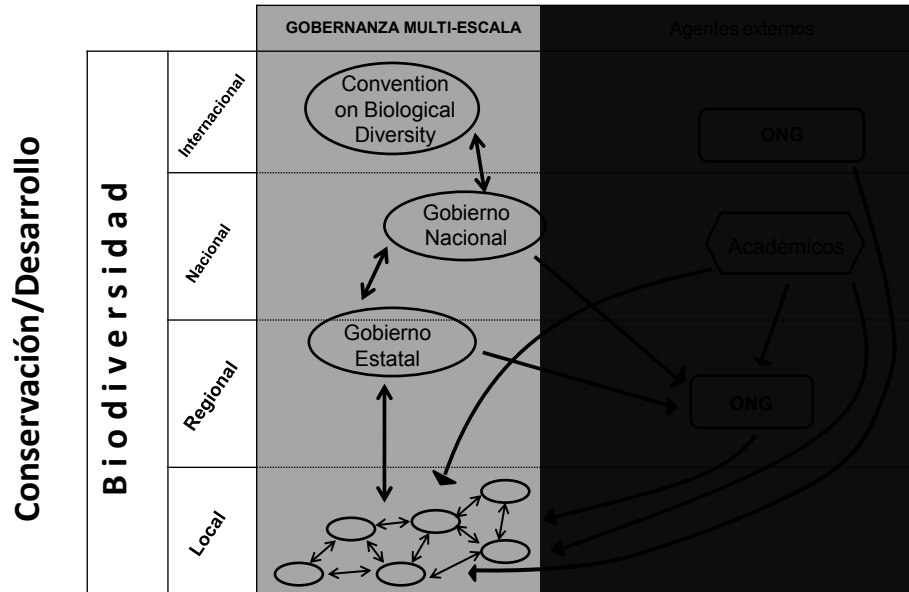 GOBERNANZA MULTI-ESCALA
Agentes externos
Conservación/Desarrollo
Biodiversidad
Internacional
Convention
on Biological
Diversity
ONG
Nacional
Gobierno
Nacional
Académicos
Regional
Gobierno
Estatal
ONG
Local